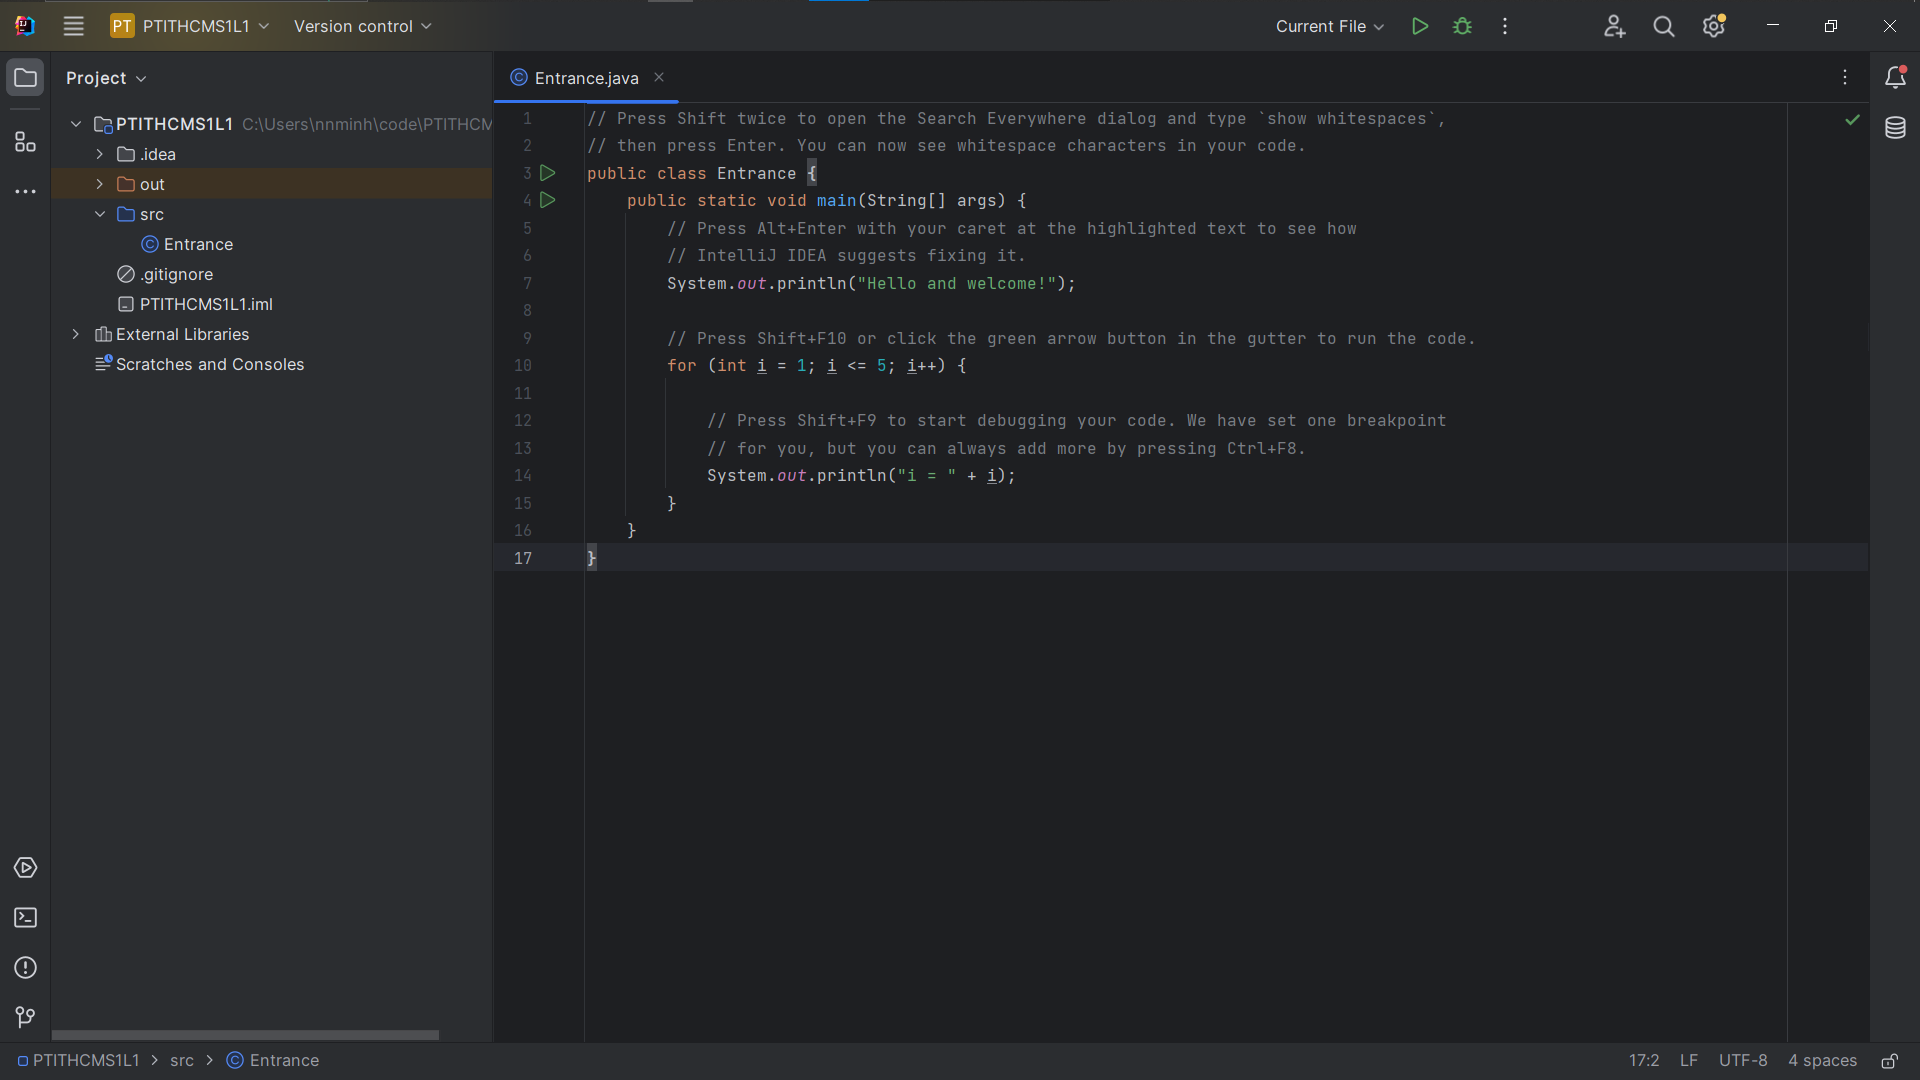 PT PTITHCMS1L1 Version control Current File
Project
Entrance.java
PTITHCMS1L1 C:\Users\nnminh\code\PTITHCM
.idea
out
src
Entrance
.gitignore
PTITHCMS1L1.iml
External Libraries
Scratches and Consoles
1 // Press Shift twice to open the Search Everywhere dialog and type `show whitespaces`,
2 // then press Enter. You can now see whitespace characters in your code.
3 public class Entrance {
4     public static void main(String[] args) {
5         // Press Alt+Enter with your caret at the highlighted text to see how
6         // IntelliJ IDEA suggests fixing it.
7         System.out.println("Hello and welcome!");
8
9         // Press Shift+F10 or click the green arrow button in the gutter to run the code.
10         for (int i = 1; i <= 5; i++) {
11
12             // Press Shift+F9 to start debugging your code. We have set one breakpoint
13             // for you, but you can always add more by pressing Ctrl+F8.
14             System.out.println("i = " + i);
15         }
16     }
17 }
PTITHCMS1L1 > src > Entrance
17:2 LF UTF-8 4 spaces